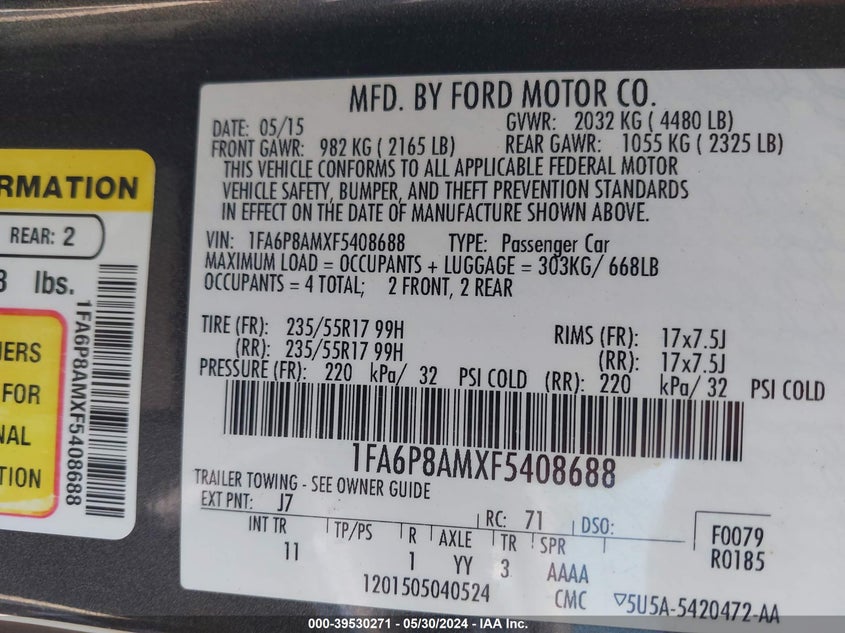 MFD. BY FORD MOTOR CO.
DATE: 05/15 GVWR: 2032 KG ( 4480 LB)
FRONT GAWR: 982 KG ( 2165 LB) REAR GAWR: 1055 KG ( 2325 LB)
THIS VEHICLE CONFORMS TO ALL APPLICABLE FEDERAL MOTOR
VEHICLE SAFETY, BUMPER, AND THEFT PREVENTION STANDARDS
IN EFFECT ON THE DATE OF MANUFACTURE SHOWN ABOVE.
VIN: 1FA6P8AMXF5408688 TYPE: Passenger Car
MAXIMUM LOAD = OCCUPANTS + LUGGAGE = 303KG/ 668LB
OCCUPANTS = 4 TOTAL; 2 FRONT, 2 REAR
TIRE (FR): 235/55R17 99H RIMS (FR): 17x7.5J
(RR): 235/55R17 99H (RR): 17x7.5J
PRESSURE (FR): 220 kPa/ 32 PSI COLD (RR): 220 kPa/ 32 PSI COLD
1FA6P8AMXF5408688
TRAILER TOWING - SEE OWNER GUIDE
EXT PNT: J7 RC: 71 DSO: F0079
INT TR TP/PS R AXLE TR SPR R0185
11 1 YY 3 AAAA
1201505040524 CMC ▽5U5A-5420472-AA
RMATION
REAR: 2
lbs.
1FA6P8AMXF5408688
NERS
FOR
NAL
TION
000-39530271 - 05/30/2024 - IAAI.COM